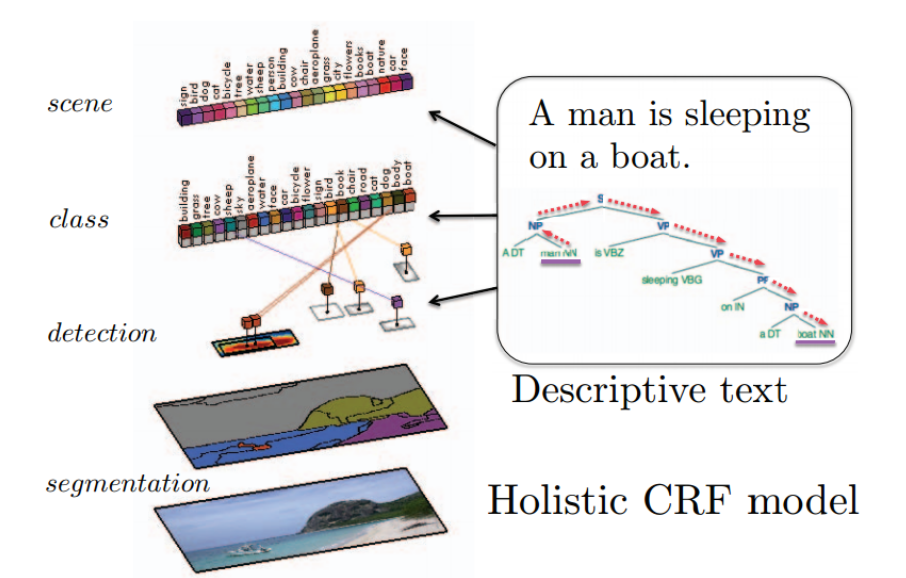 sign
bird
dog
cat
bicycle
tree
water
sheep
person
building
cow
chair
aeroplane
grass
city
flowers
books
boat
nature
car
face
scene
A man is sleeping
on a boat.
building
grass
tree
cow
sheep
sky
aeroplane
water
face
car
bicycle
flower
sign
bird
book
chair
road
cat
dog
body
boat
class
S
NP
VP
A DT
man NN
is VBZ
VP
sleeping VBG
on IN
NP
a DT
boat NN
detection
Descriptive text
segmentation
Holistic CRF model